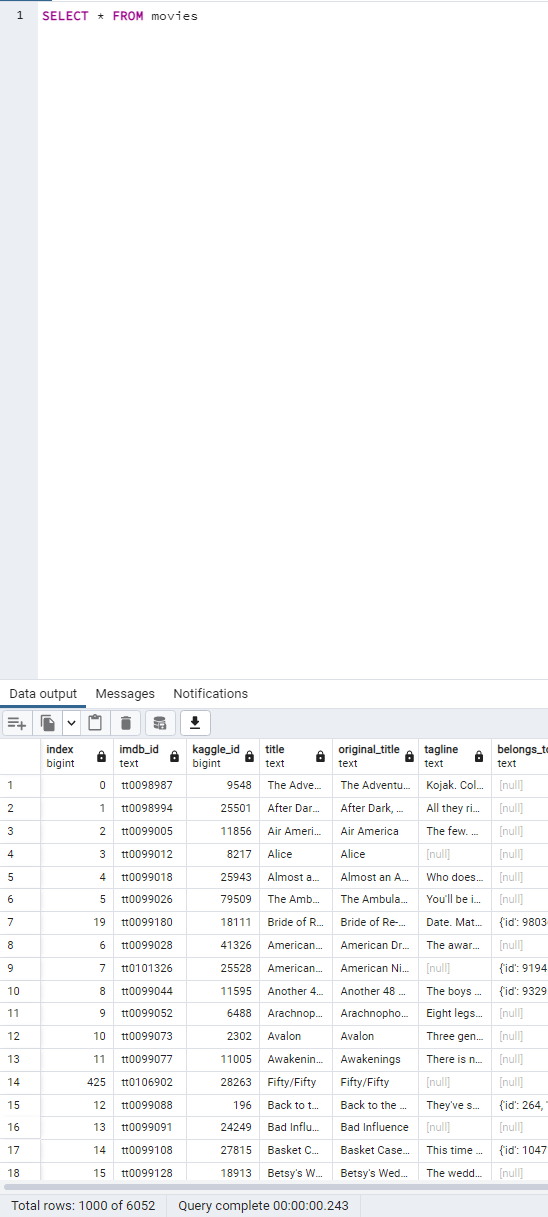 1 SELECT * FROM movies
Data output Messages Notifications
index imdb_id kaggle_id title original_title tagline belongs_to
bigint text bigint text text text text
1 0 tt0098987 9548 The Adve... The Adventu... Kojak. Col... [null]
2 1 tt0098994 25501 After Dar... After Dark, ... All they ri... [null]
3 2 tt0099005 11856 Air Ameri... Air America The few. ... [null]
4 3 tt0099012 8217 Alice Alice [null] [null]
5 4 tt0099018 25943 Almost a... Almost an A... Who does... [null]
6 5 tt0099026 79509 The Amb... The Ambula... You'll be i... [null]
7 19 tt0099180 18111 Bride of R... Bride of Re-... Date. Mat... {'id': 9803
8 6 tt0099028 41326 American... American Dr... The awar... [null]
9 7 tt0101326 25528 American... American Ni... [null] {'id': 9194
10 8 tt0099044 11595 Another 4... Another 48 ... The boys ... {'id': 9329
11 9 tt0099052 6488 Arachnop... Arachnopho... Eight legs... [null]
12 10 tt0099073 2302 Avalon Avalon Three gen... [null]
13 11 tt0099077 11005 Awakenin... Awakenings There is n... [null]
14 425 tt0106902 28263 Fifty/Fifty Fifty/Fifty [null] [null]
15 12 tt0099088 196 Back to t... Back to the ... They've s... {'id': 264, '
16 13 tt0099091 24249 Bad Influ... Bad Influence [null] [null]
17 14 tt0099108 27815 Basket C... Basket Case... This time ... {'id': 1047
18 15 tt0099128 18913 Betsy's W... Betsy's Wed... The wedd... [null]
Total rows: 1000 of 6052 Query complete 00:00:00.243